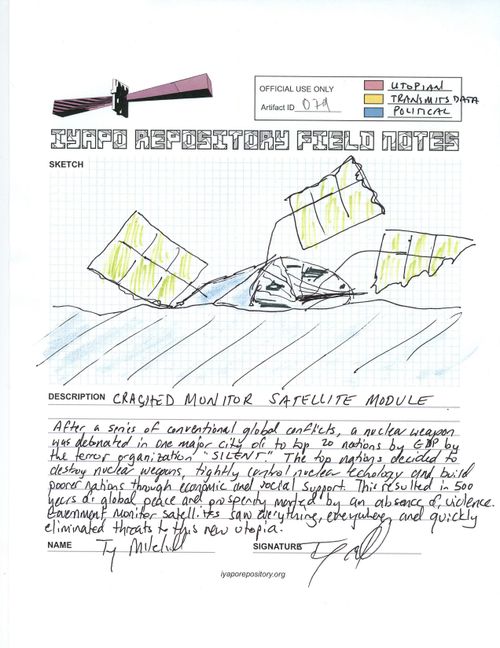 OFFICIAL USE ONLY
Artifact ID 079
UTOPIAN
TRANSMITS DATA
POLITICAL
IYAPO REPOSITORY FIELD NOTES
SKETCH
DESCRIPTION CRASHED MONITOR SATELLITE MODULE
After a series of conventional global conflicts, a nuclear weapon
was detonated in one major city of to top 20 nations by GDP by
the terror organization "SILENT". The top nations decided to
destroy nuclear weapons, tightly control nuclear techology and build
poorer nations through economic and social support. This resulted in 500
years of global peace and prosperity marked by an absence of violence.
Government monitor satellites saw everything, everywhere, and quickly
eliminated threats to this new utopia.
NAME Ty Mitchell
SIGNATURE
iyaporepository.org